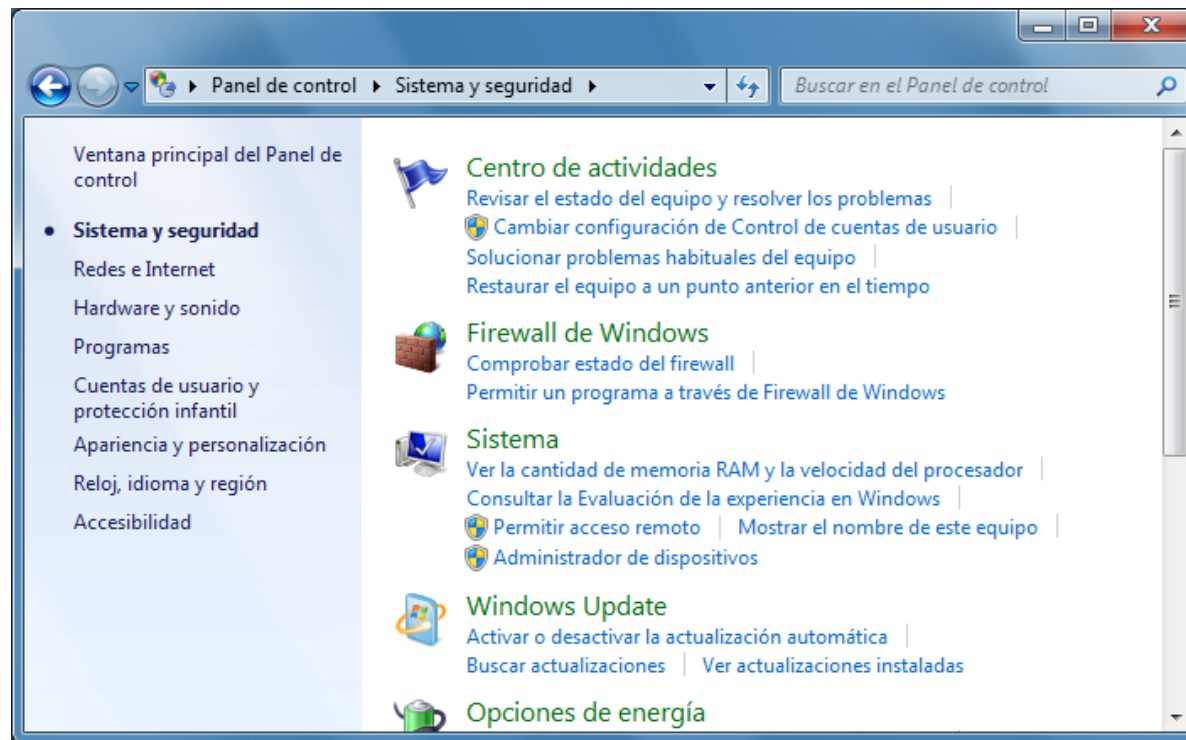 Panel de control Sistema y seguridad Buscar en el Panel de control
Ventana principal del Panel de
control
Sistema y seguridad
Redes e Internet
Hardware y sonido
Programas
Cuentas de usuario y
protección infantil
Apariencia y personalización
Reloj, idioma y región
Accesibilidad
Centro de actividades
Revisar el estado del equipo y resolver los problemas
Cambiar configuración de Control de cuentas de usuario
Solucionar problemas habituales del equipo
Restaurar el equipo a un punto anterior en el tiempo
Firewall de Windows
Comprobar estado del firewall
Permitir un programa a través de Firewall de Windows
Sistema
Ver la cantidad de memoria RAM y la velocidad del procesador
Consultar la Evaluación de la experiencia en Windows
Permitir acceso remoto Mostrar el nombre de este equipo
Administrador de dispositivos
Windows Update
Activar o desactivar la actualización automática
Buscar actualizaciones Ver actualizaciones instaladas
Opciones de energía